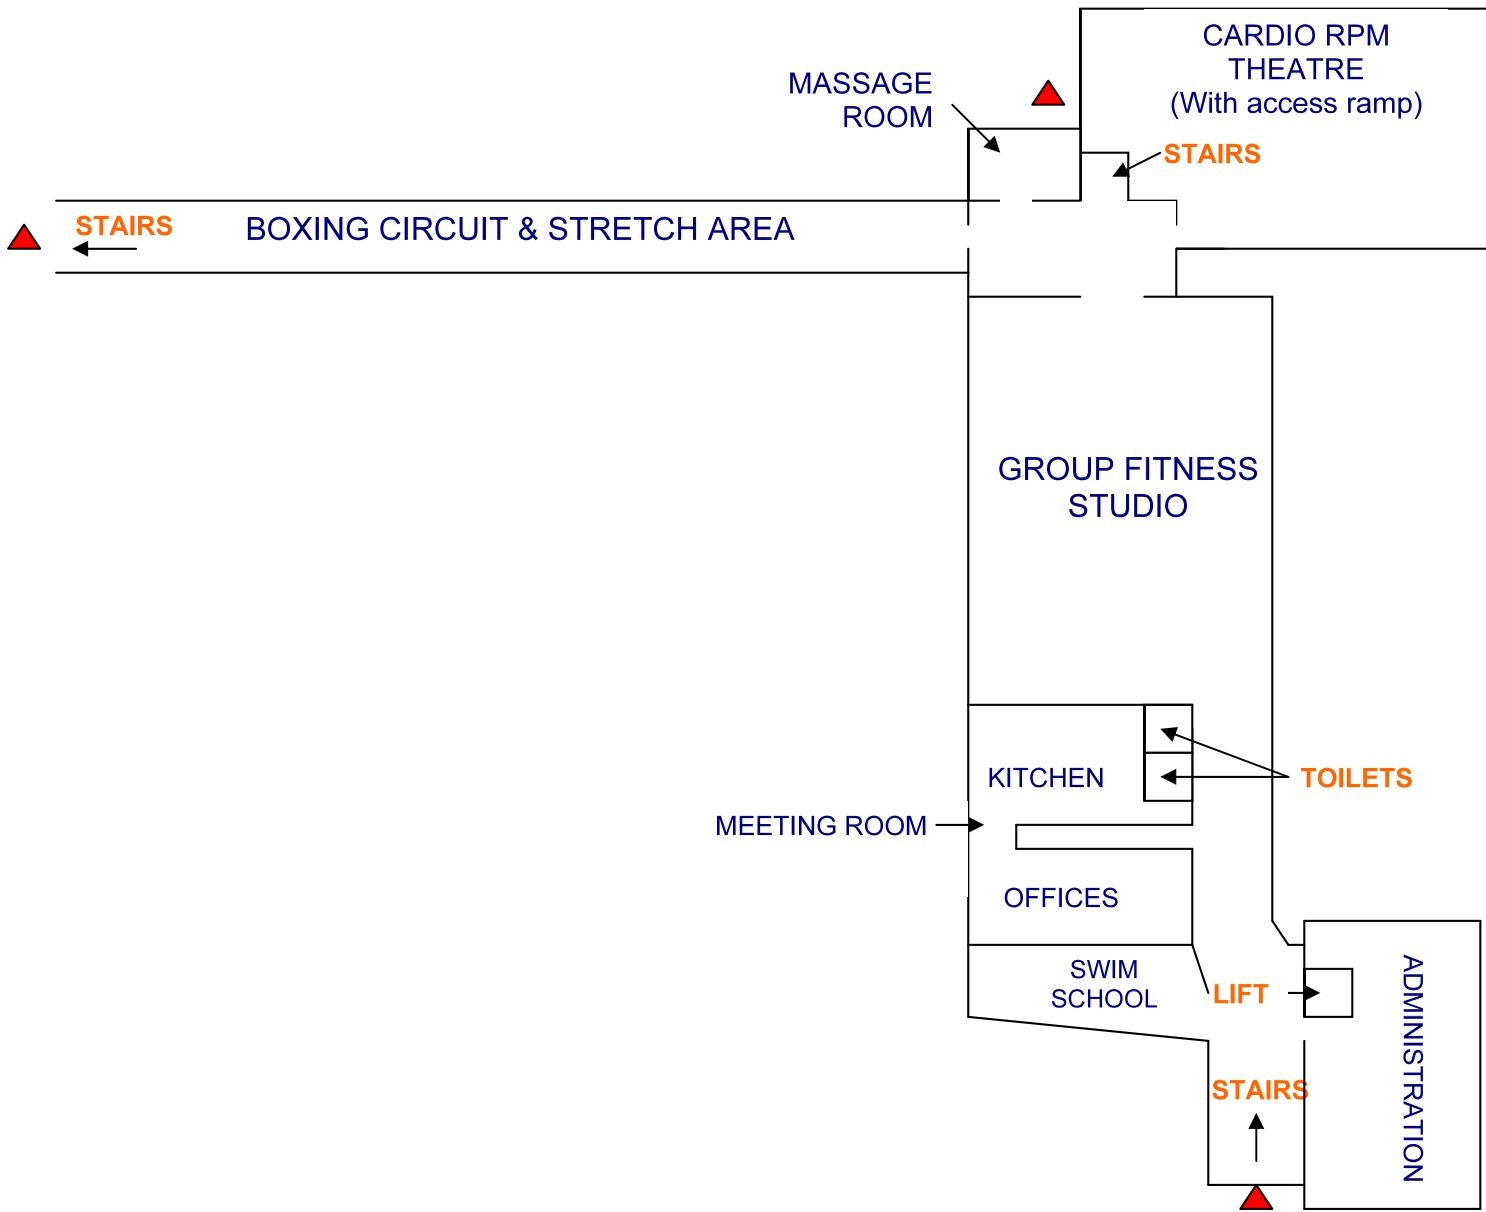 CARDIO RPM
THEATRE
(With access ramp)
MASSAGE
ROOM
STAIRS
STAIRS
BOXING CIRCUIT & STRETCH AREA
GROUP FITNESS
STUDIO
KITCHEN
TOILETS
MEETING ROOM
OFFICES
SWIM
SCHOOL
LIFT
ADMINISTRATION
STAIRS